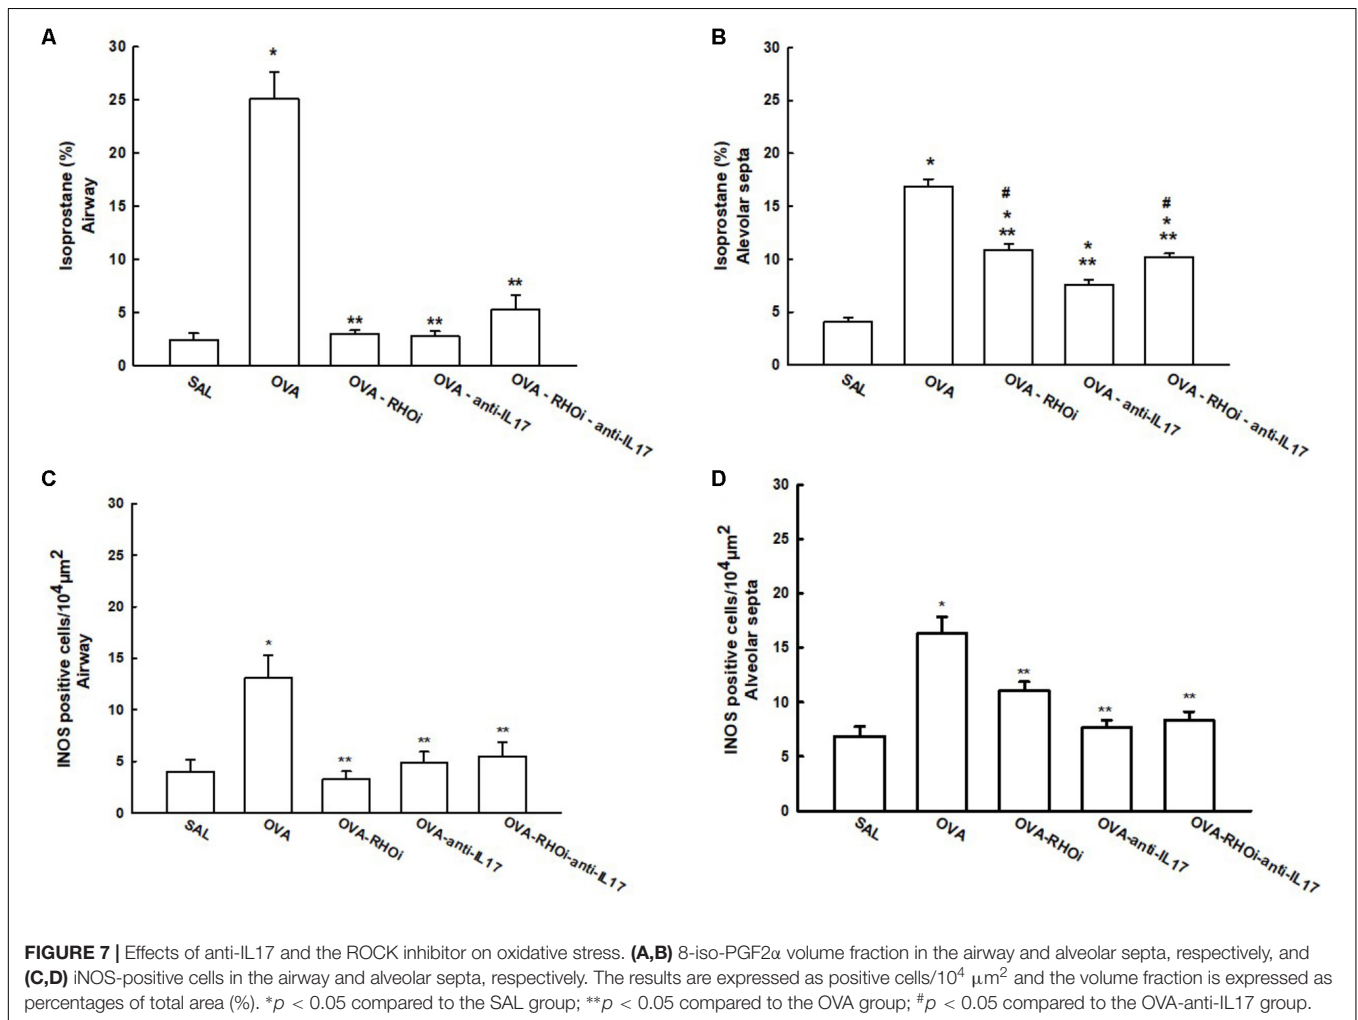 A
Isoprostane (%)
Airway
30
25
20
15
10
5
0
*
**
**
**
SAL
OVA
OVA - RHOi
OVA - anti-IL17
OVA - RHOi - anti-IL17
B
Isoprostane (%)
Alevolar septa
30
25
20
15
10
5
0
*
#
*
**
*
**
#
*
**
SAL
OVA
OVA - RHOi
OVA - anti-IL17
OVA - RHOi - anti-IL17
C
INOS positive cells/10⁴µm²
Airway
30
25
20
15
10
5
0
*
**
**
**
SAL
OVA
OVA-RHOi
OVA-anti-IL17
OVA-RHOi-anti-IL17
D
INOS positive cells/10⁴µm²
Alveolar septa
30
25
20
15
10
5
0
*
**
**
**
SAL
OVA
OVA-RHOi
OVA-anti-IL17
OVA-RHOi-anti-IL17
FIGURE 7 | Effects of anti-IL17 and the ROCK inhibitor on oxidative stress. (A,B) 8-iso-PGF2α volume fraction in the airway and alveolar septa, respectively, and
(C,D) iNOS-positive cells in the airway and alveolar septa, respectively. The results are expressed as positive cells/10⁴ µm² and the volume fraction is expressed as
percentages of total area (%). *p < 0.05 compared to the SAL group; **p < 0.05 compared to the OVA group; #p < 0.05 compared to the OVA-anti-IL17 group.